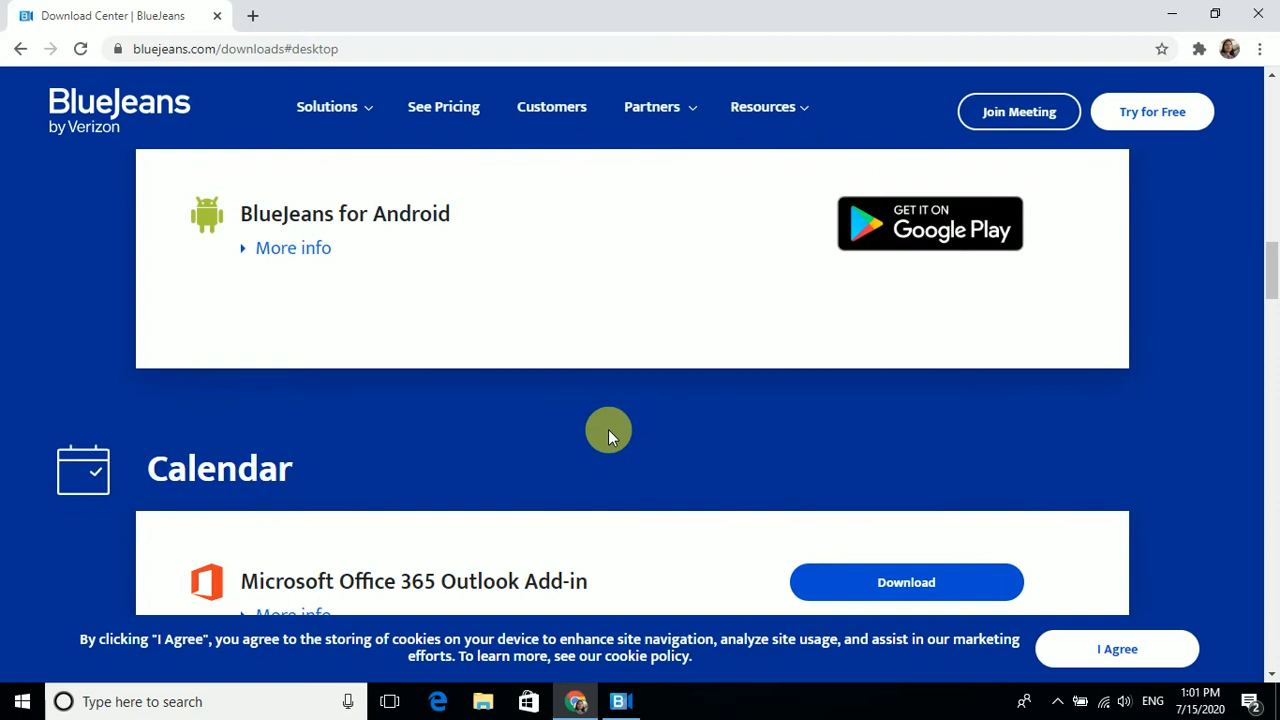 Download Center | BlueJeans
bluejeans.com/downloads#desktop
BlueJeans
by Verizon
Solutions
See Pricing
Customers
Partners
Resources
Join Meeting
Try for Free
BlueJeans for Android
More info
GET IT ON
Google Play
Calendar
Microsoft Office 365 Outlook Add-in
More info
Download
By clicking "I Agree", you agree to the storing of cookies on your device to enhance site navigation, analyze site usage, and assist in our marketing
efforts. To learn more, see our cookie policy.
I Agree
Type here to search
ENG
1:01 PM
7/15/2020
2